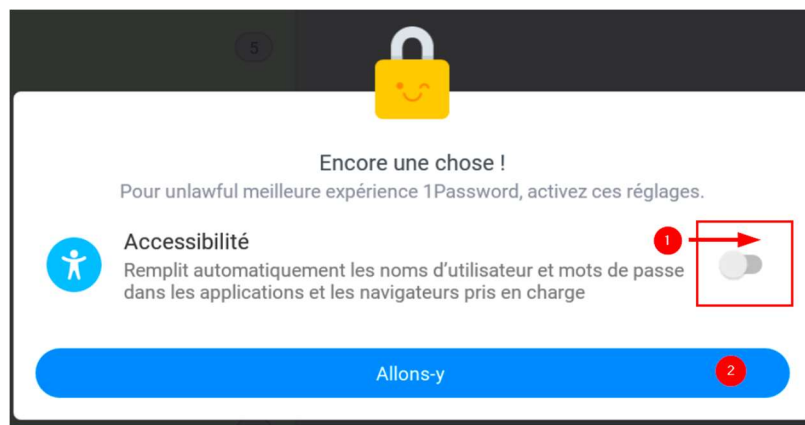 5
Encore une chose !
Pour unlawful meilleure expérience 1Password, activez ces réglages.
Accessibilité
1
Remplit automatiquement les noms d'utilisateur et mots de passe
dans les applications et les navigateurs pris en charge
Allons-y
2